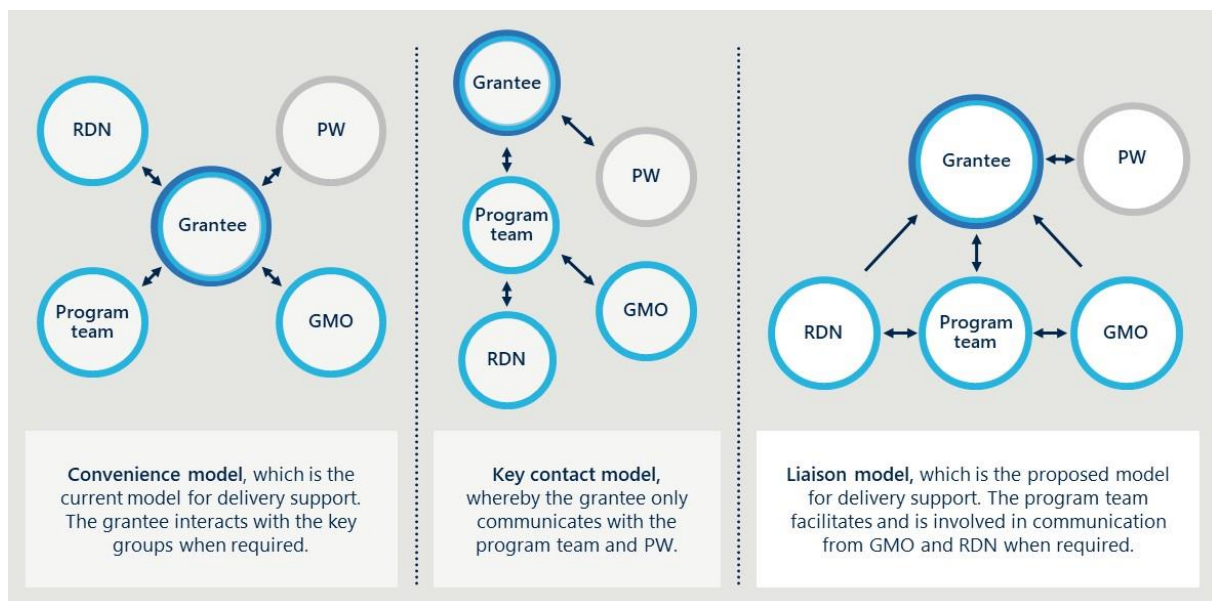 RDN
PW
Grantee
Program
team
GMO
Convenience model, which is the
current model for delivery support.
The grantee interacts with the key
groups when required.
Grantee
PW
Program
team
GMO
RDN
Key contact model,
whereby the grantee only
communicates with the
program team and PW.
Grantee
PW
RDN
Program
team
GMO
Liaison model, which is the proposed model
for delivery support. The program team
facilitates and is involved in communication
from GMO and RDN when required.